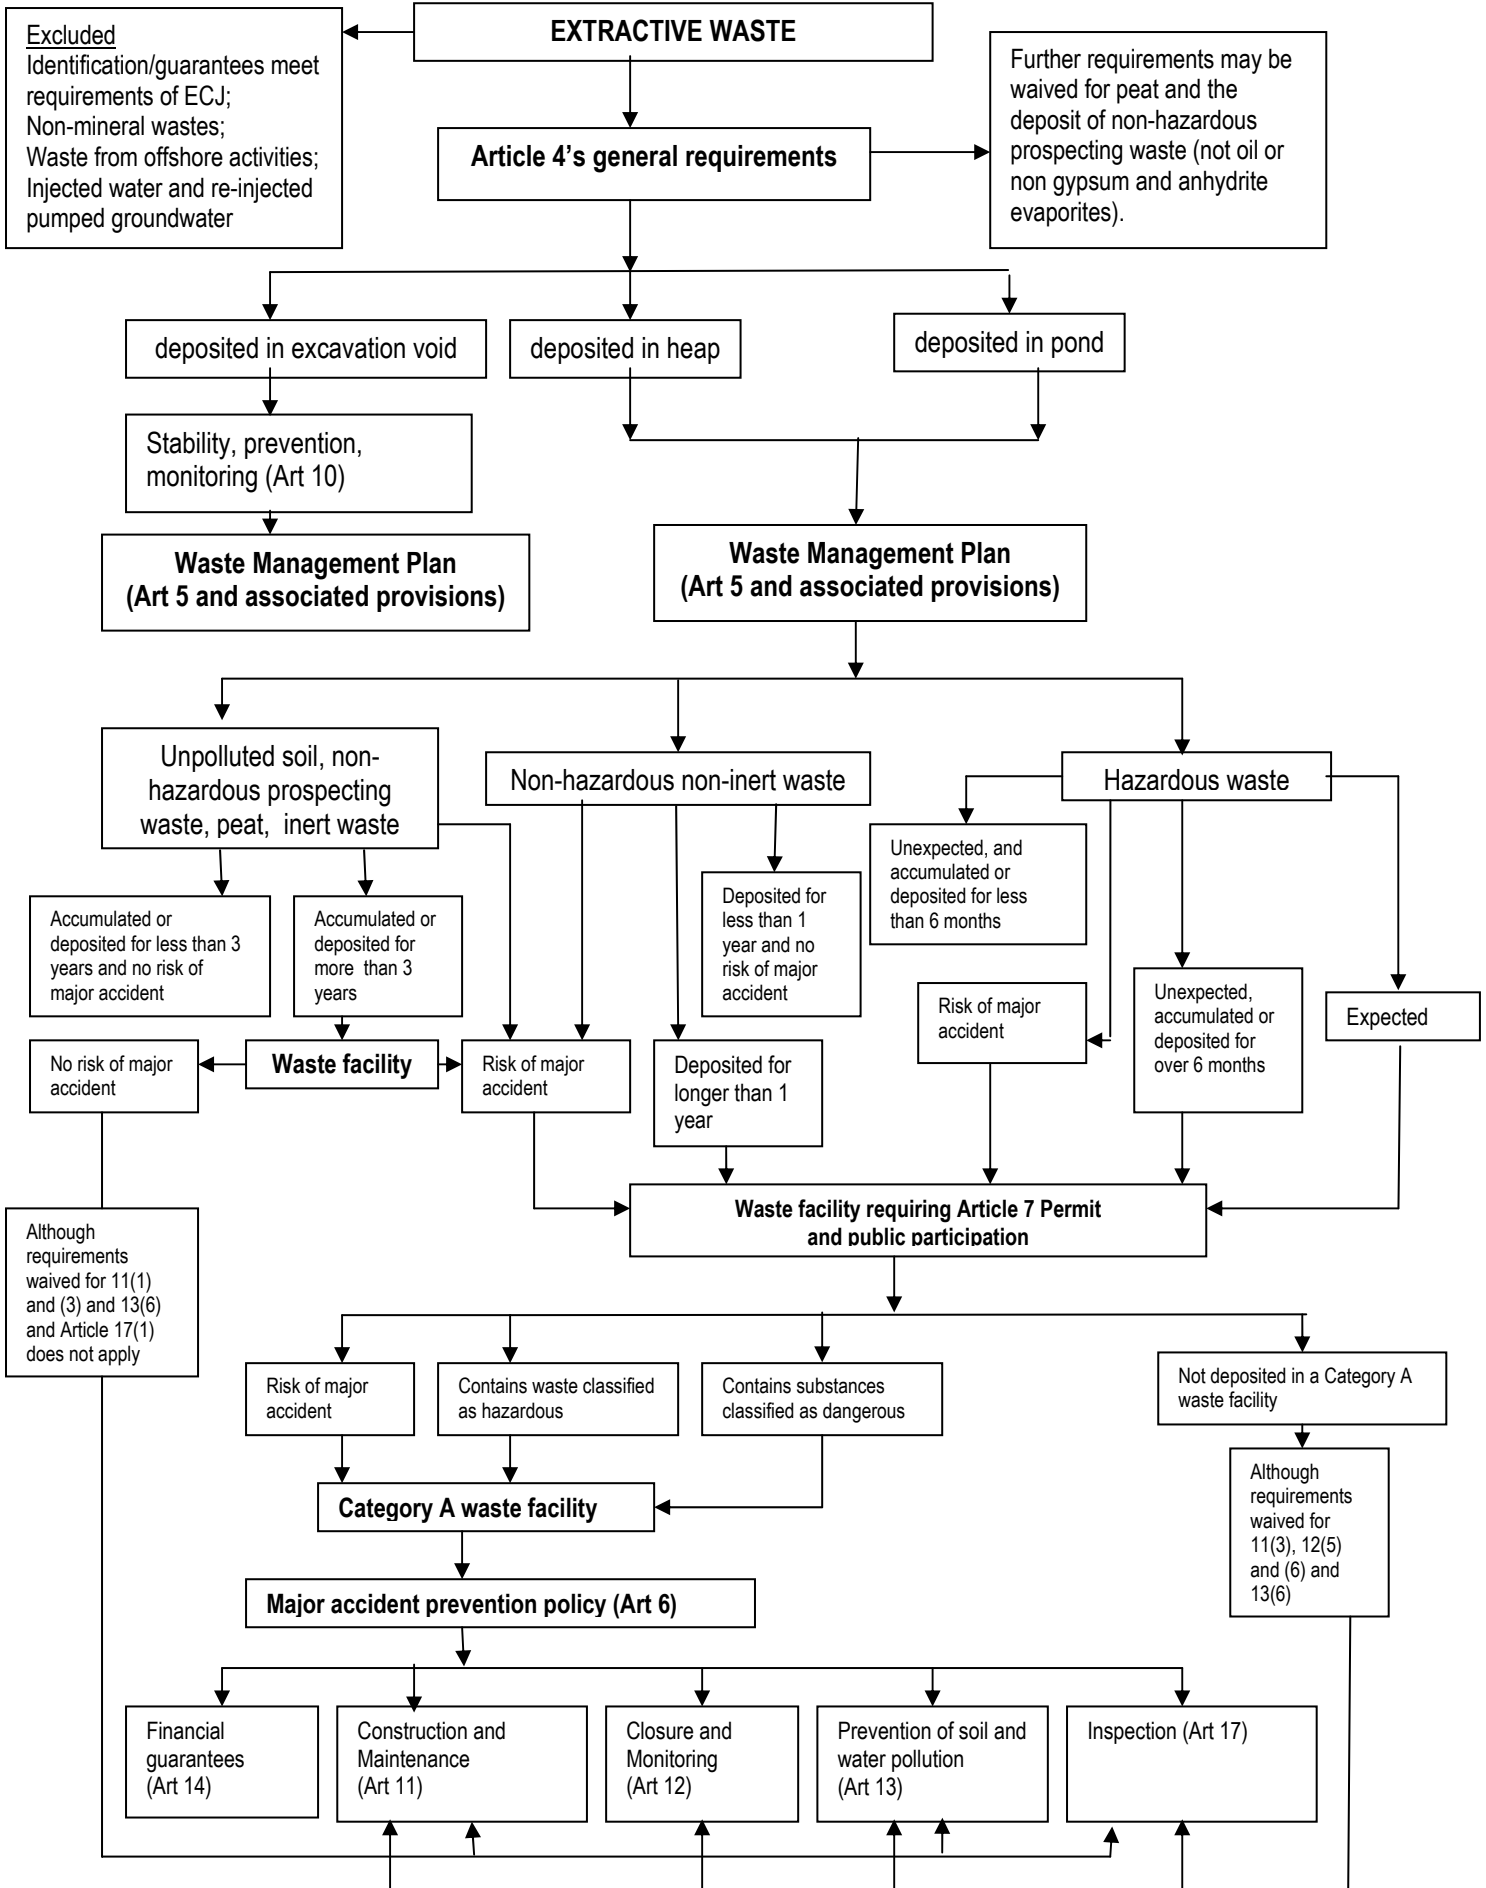 Excluded
Identification/guarantees meet
requirements of ECJ;
Non-mineral wastes;
Waste from offshore activities;
Injected water and re-injected
pumped groundwater
EXTRACTIVE WASTE
Further requirements may be
waived for peat and the
deposit of non-hazardous
prospecting waste (not oil or
non gypsum and anhydrite
evaporites).
Article 4’s general requirements
deposited in excavation void
deposited in heap
deposited in pond
Stability, prevention,
monitoring (Art 10)
Waste Management Plan
(Art 5 and associated provisions)
Waste Management Plan
(Art 5 and associated provisions)
Unpolluted soil, non-
hazardous prospecting
waste, peat, inert waste
Non-hazardous non-inert waste
Hazardous waste
Accumulated or
deposited for less than 3
years and no risk of
major accident
Accumulated or
deposited for
more than 3
years
Deposited for
less than 1
year and no
risk of major
accident
Unexpected, and
accumulated or
deposited for less
than 6 months
Risk of major
accident
Unexpected,
accumulated or
deposited for
over 6 months
Expected
No risk of major
accident
Waste facility
Risk of major
accident
Deposited for
longer than 1
year
Waste facility requiring Article 7 Permit
and public participation
Although
requirements
waived for 11(1)
and (3) and 13(6)
and Article 17(1)
does not apply
Risk of major
accident
Contains waste classified
as hazardous
Contains substances
classified as dangerous
Not deposited in a Category A
waste facility
Although
requirements
waived for
11(3), 12(5)
and (6) and
13(6)
Category A waste facility
Major accident prevention policy (Art 6)
Financial
guarantees
(Art 14)
Construction and
Maintenance
(Art 11)
Closure and
Monitoring
(Art 12)
Prevention of soil and
water pollution
(Art 13)
Inspection (Art 17)